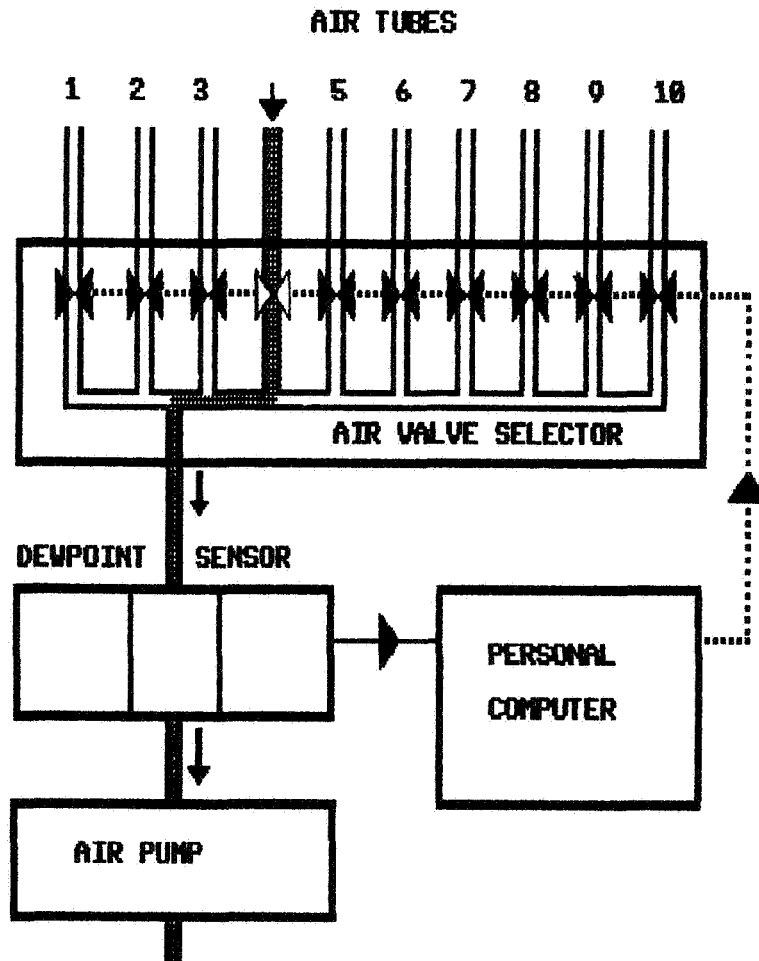 AIR TUBES
1 2 3 5 6 7 8 9 10
AIR VALVE SELECTOR
DEWPOINT SENSOR
PERSONAL
COMPUTER
AIR PUMP